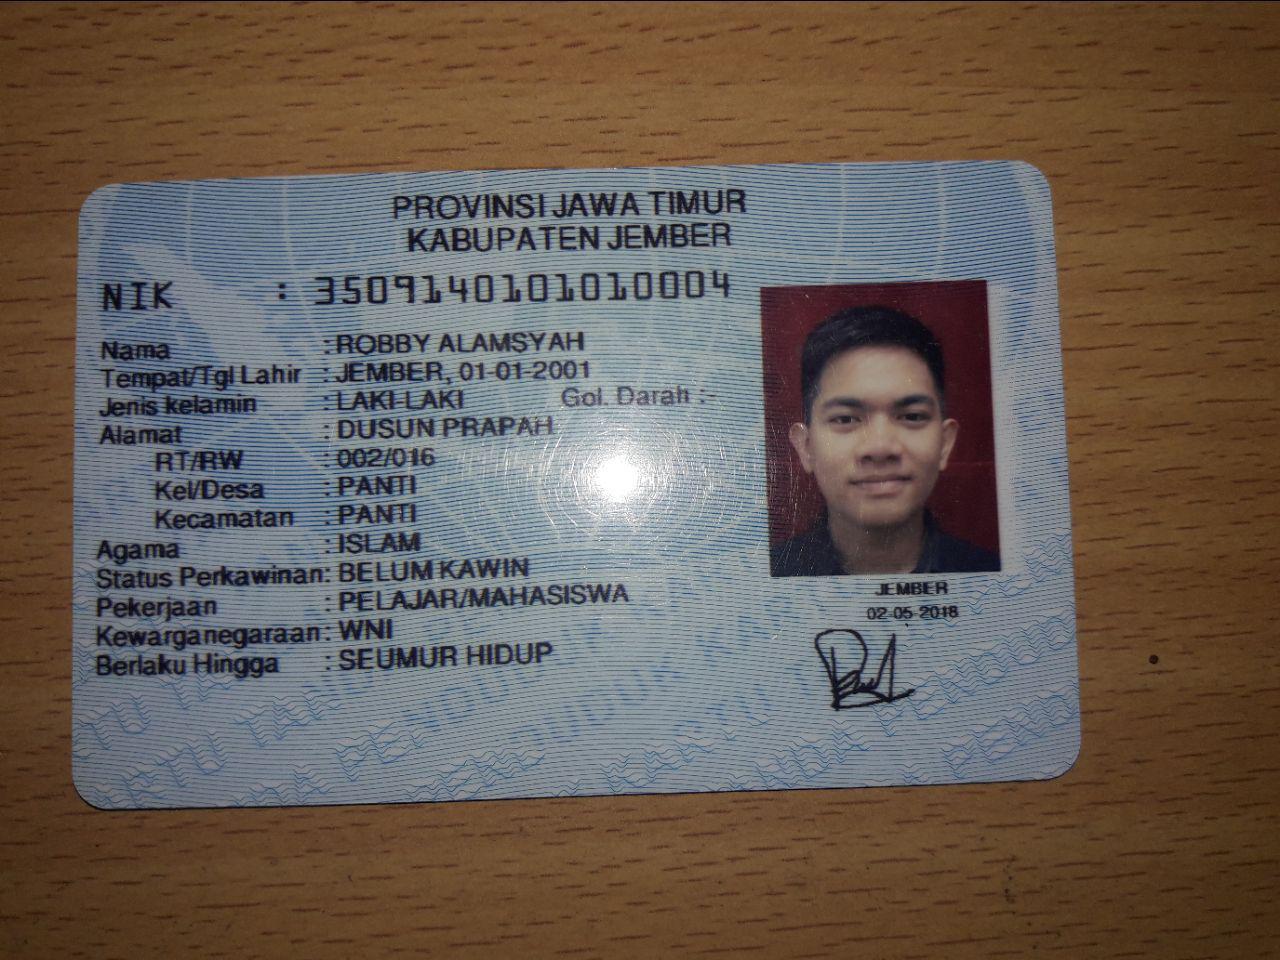 PROVINSI JAWA TIMUR
KABUPATEN JEMBER
NIK : 3509140101010004
Nama : ROBBY ALAMSYAH
Tempat/Tgl Lahir : JEMBER, 01-01-2001
Jenis kelamin : LAKI-LAKI Gol. Darah :-
Alamat : DUSUN PRAPAH
RT/RW : 002/016
Kel/Desa : PANTI
Kecamatan : PANTI
Agama : ISLAM
Status Perkawinan: BELUM KAWIN
Pekerjaan : PELAJAR/MAHASISWA
Kewarganegaraan: WNI
Berlaku Hingga : SEUMUR HIDUP
JEMBER
02-05-2018